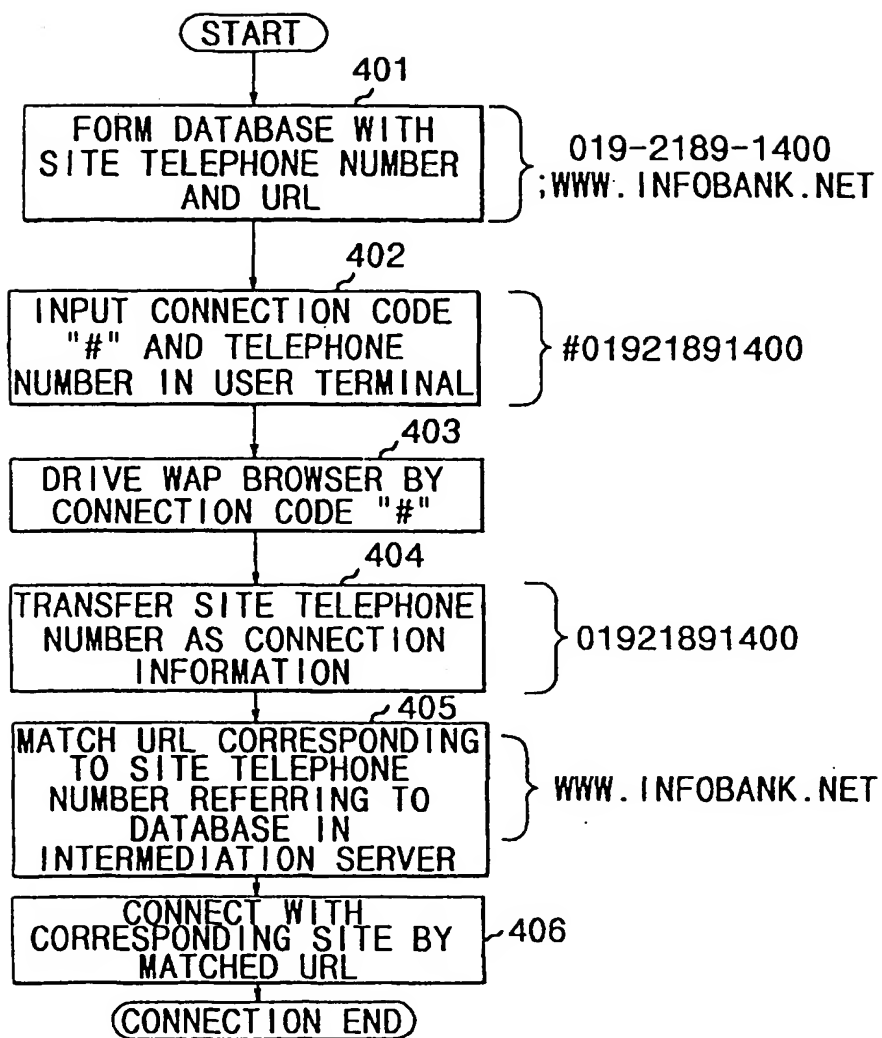 START
401
FORM DATABASE WITH
SITE TELEPHONE NUMBER
AND URL
019-2189-1400
;WWW.INFOBANK.NET
402
INPUT CONNECTION CODE
"#" AND TELEPHONE
NUMBER IN USER TERMINAL
#01921891400
403
DRIVE WAP BROWSER BY
CONNECTION CODE "#"
404
TRANSFER SITE TELEPHONE
NUMBER AS CONNECTION
INFORMATION
01921891400
405
MATCH URL CORRESPONDING
TO SITE TELEPHONE
NUMBER REFERRING TO
DATABASE IN
INTERMEDIATION SERVER
WWW.INFOBANK.NET
CONNECT WITH
CORRESPONDING SITE BY
MATCHED URL
406
CONNECTION END